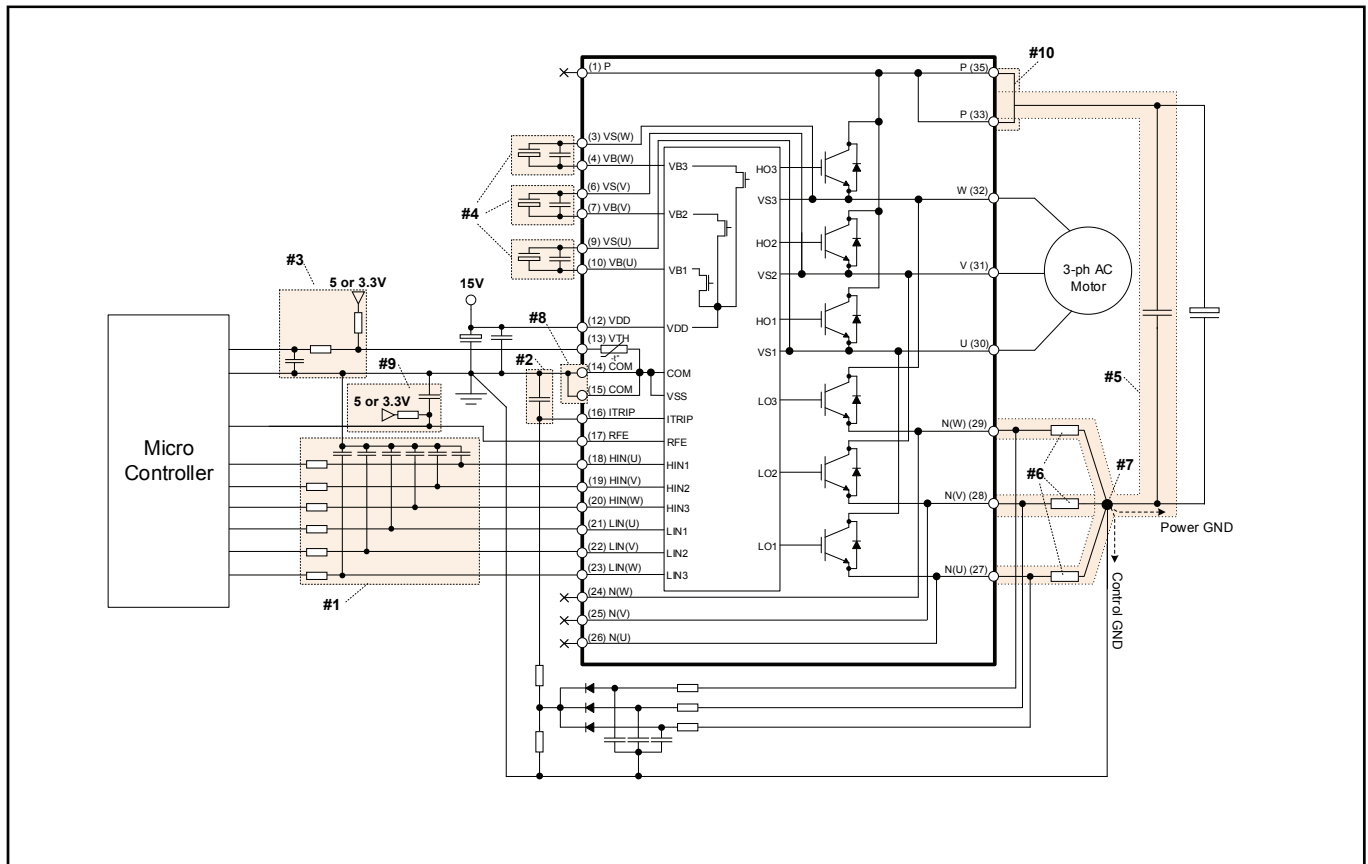 #10
(1) P
P (35)
P (33)
(3) VS(W)
(4) VB(W)
VB3
HO3
(6) VS(V)
VS3
W (32)
#4
(7) VB(V)
VB2
HO2
(9) VS(U)
VS2
V (31)
3-ph AC
Motor
#3
(10) VB(U)
VB1
5 or 3.3V
15V
HO1
(12) VDD
VDD
#8
(13) VTH
VS1
U (30)
-t°
#2
(14) COM
COM
#9
(15) COM
VSS
#5
5 or 3.3V
LO3
(16) ITRIP
ITRIP
N(W) (29)
Micro
Controller
(17) RFE
RFE
(18) HIN(U)
HIN1
LO2
#6
#7
(19) HIN(V)
HIN2
N(V) (28)
(20) HIN(W)
HIN3
Power GND
(21) LIN(U)
LIN1
(22) LIN(V)
LIN2
LO1
(23) LIN(W)
LIN3
N(U) (27)
Control GND
#1
(24) N(W)
(25) N(V)
(26) N(U)